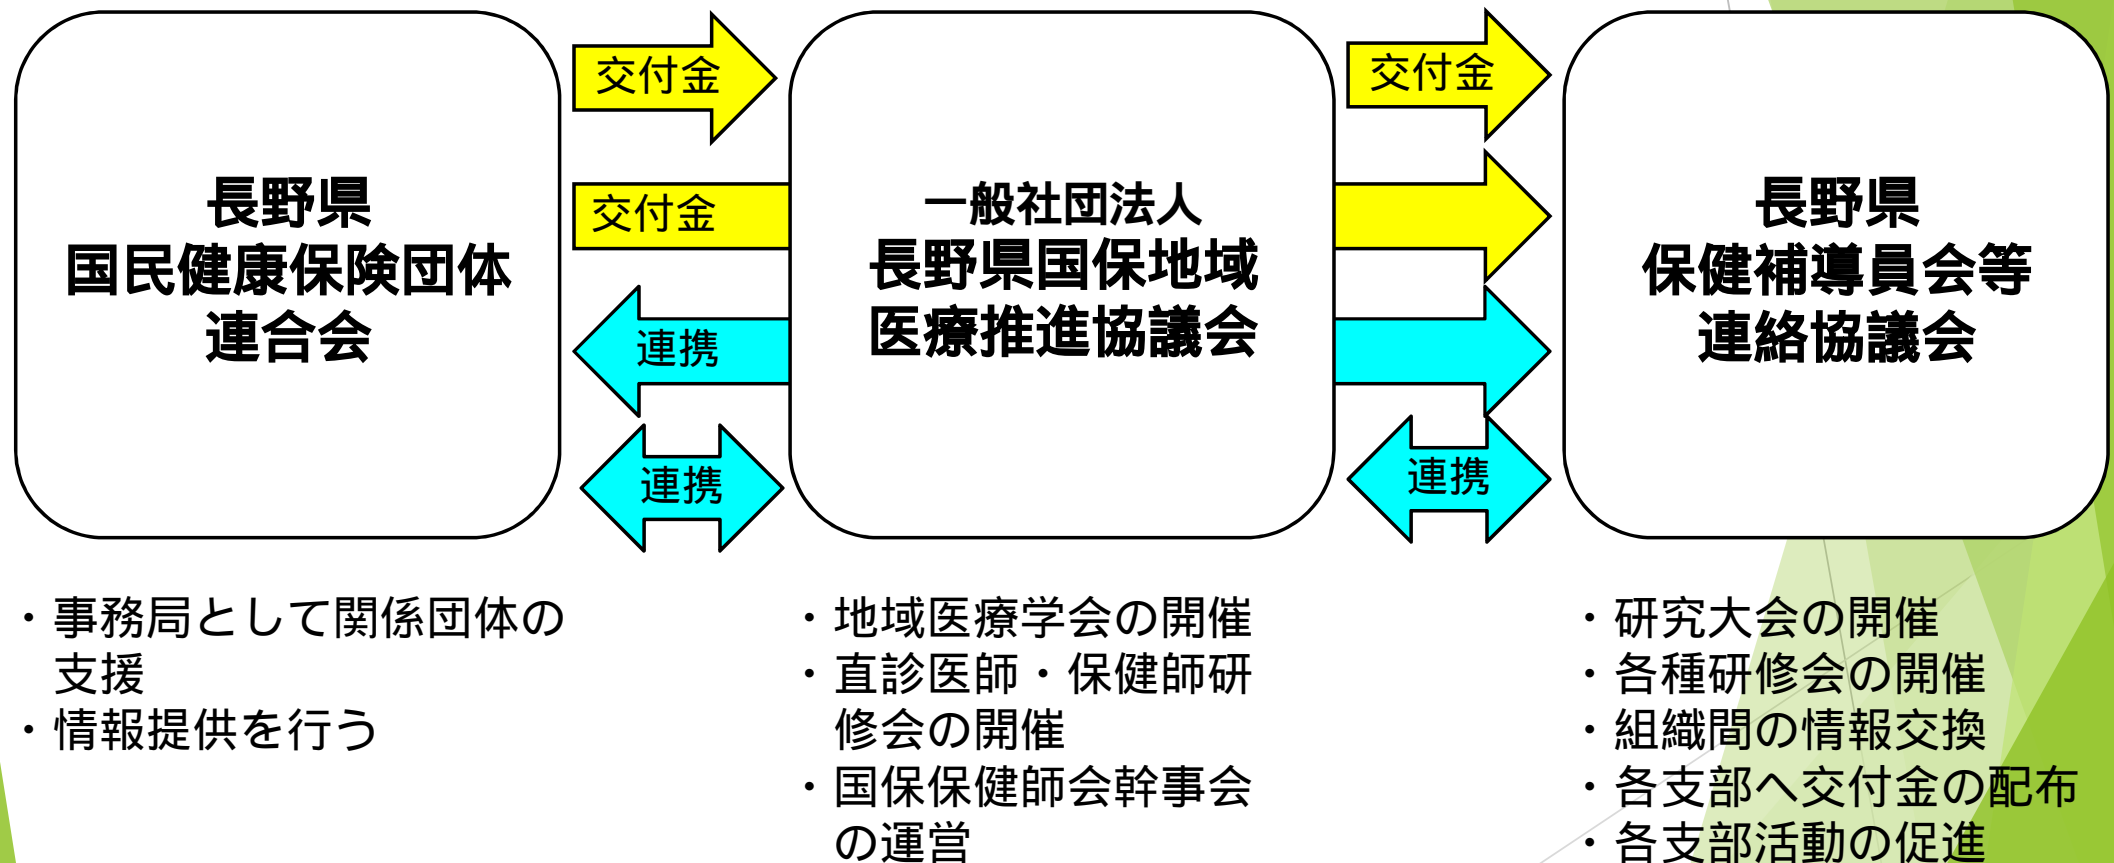 長野県
国民健康保険団体
連合会
交付金
交付金
連携
連携
一般社団法人
長野県国保地域
医療推進協議会
交付金
連携
長野県
保健補導員会等
連絡協議会
・事務局として関係団体の
支援
・情報提供を行う
・地域医療学会の開催
・直診医師・保健師研
修会の開催
・国保保健師会幹事会
の運営
・研究大会の開催
・各種研修会の開催
・組織間の情報交換
・各支部へ交付金の配布
・各支部活動の促進